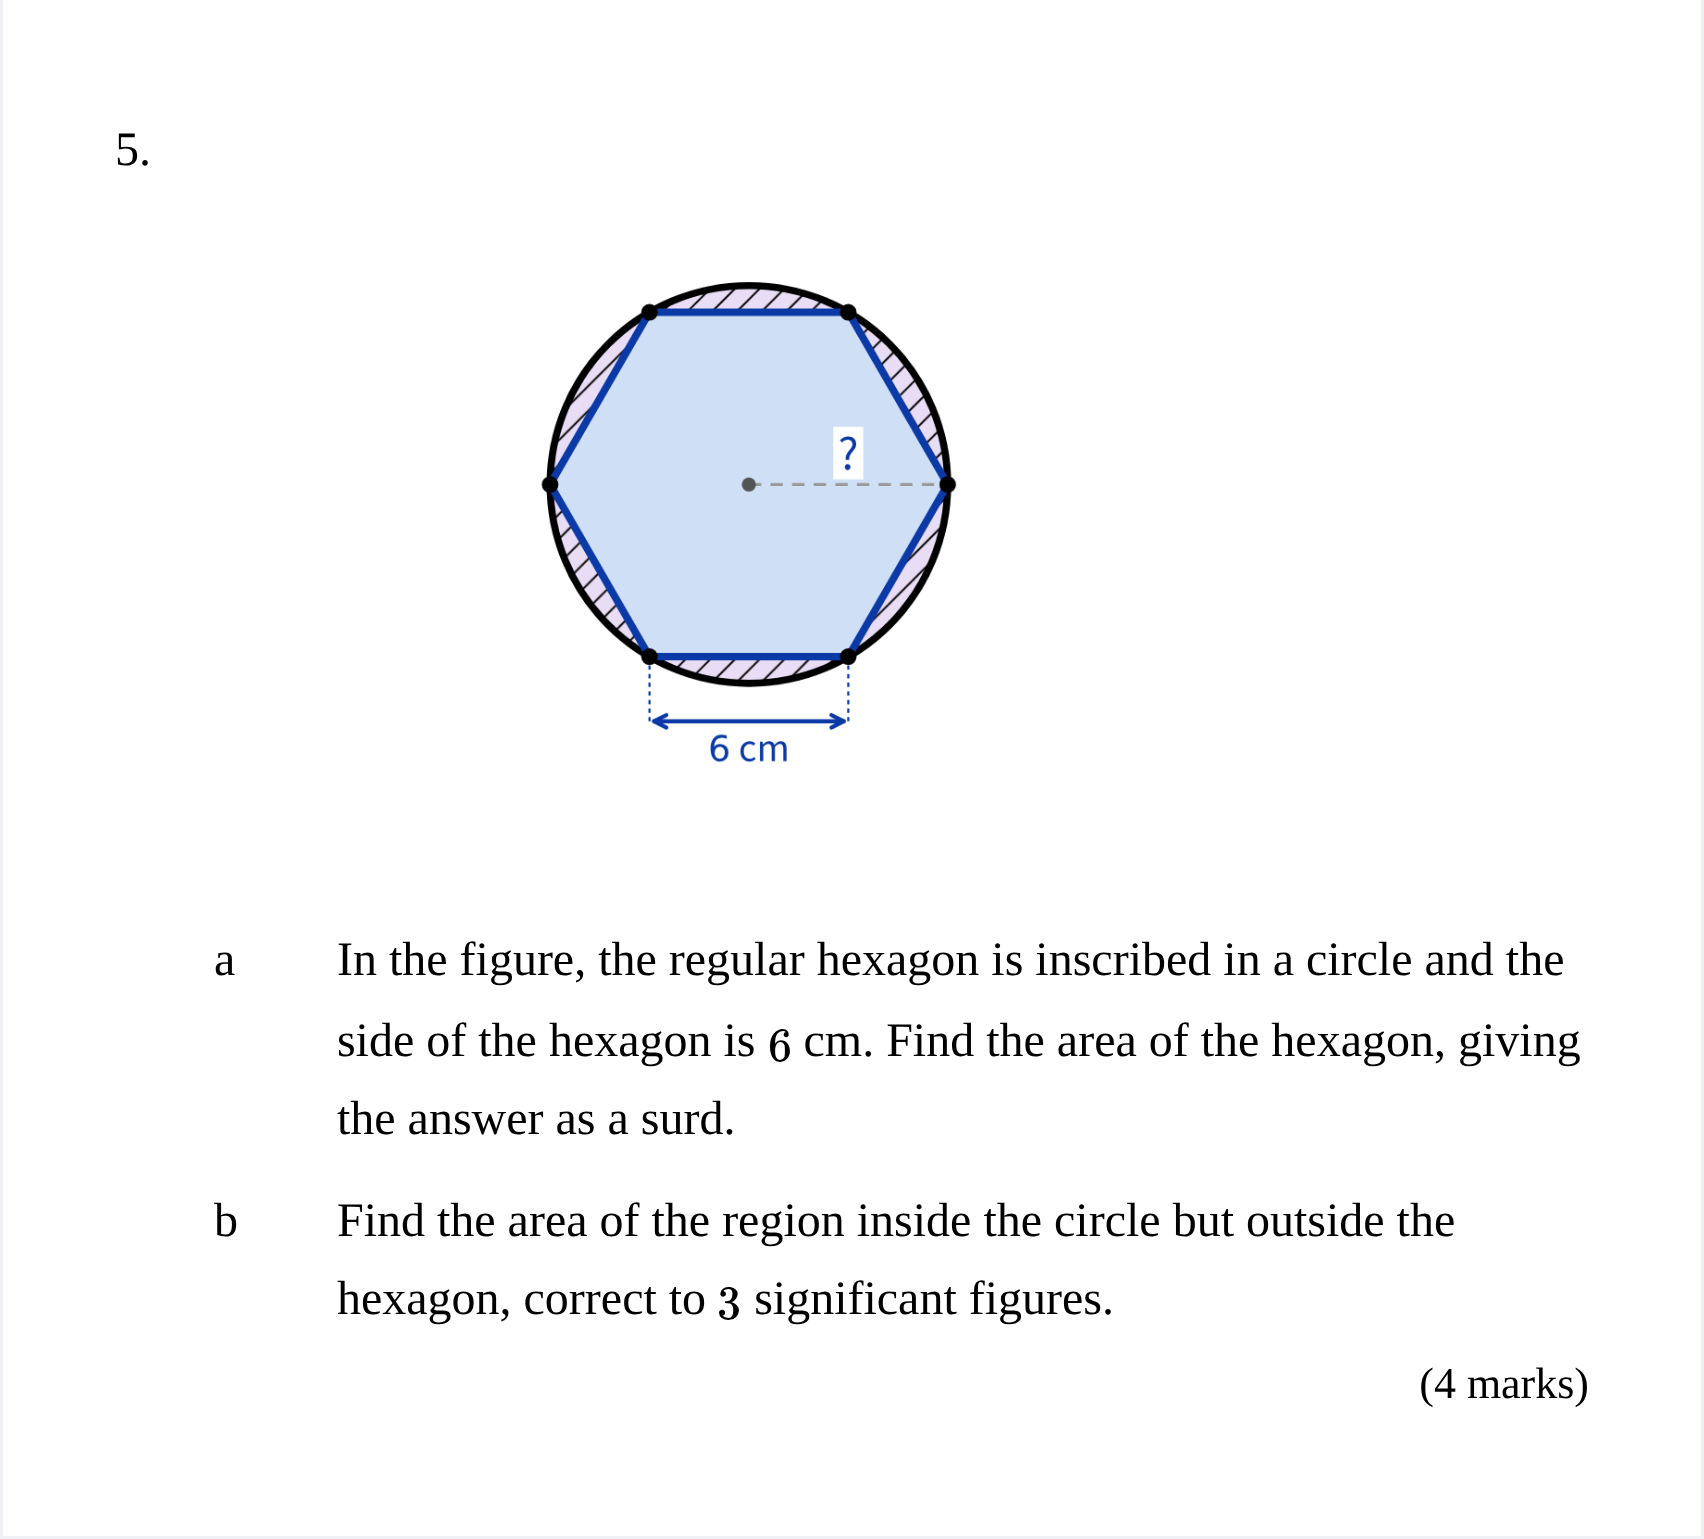 5.
?
6 cm
a In the figure, the regular hexagon is inscribed in a circle and the
side of the hexagon is 6 cm. Find the area of the hexagon, giving
the answer as a surd.
b Find the area of the region inside the circle but outside the
hexagon, correct to 3 significant figures.
(4 marks)